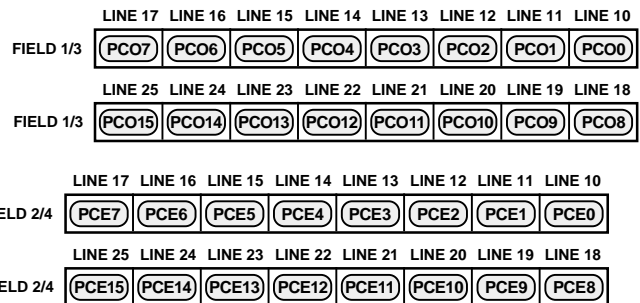 LINE 17 LINE 16 LINE 15 LINE 14 LINE 13 LINE 12 LINE 11 LINE 10
FIELD 1/3 PCO7 PCO6 PCO5 PCO4 PCO3 PCO2 PCO1 PCO0
LINE 25 LINE 24 LINE 23 LINE 22 LINE 21 LINE 20 LINE 19 LINE 18
FIELD 1/3 PCO15 PCO14 PCO13 PCO12 PCO11 PCO10 PCO9 PCO8
LINE 17 LINE 16 LINE 15 LINE 14 LINE 13 LINE 12 LINE 11 LINE 10
ELD 2/4 PCE7 PCE6 PCE5 PCE4 PCE3 PCE2 PCE1 PCE0
LINE 25 LINE 24 LINE 23 LINE 22 LINE 21 LINE 20 LINE 19 LINE 18
ELD 2/4 PCE15 PCE14 PCE13 PCE12 PCE11 PCE10 PCE9 PCE8